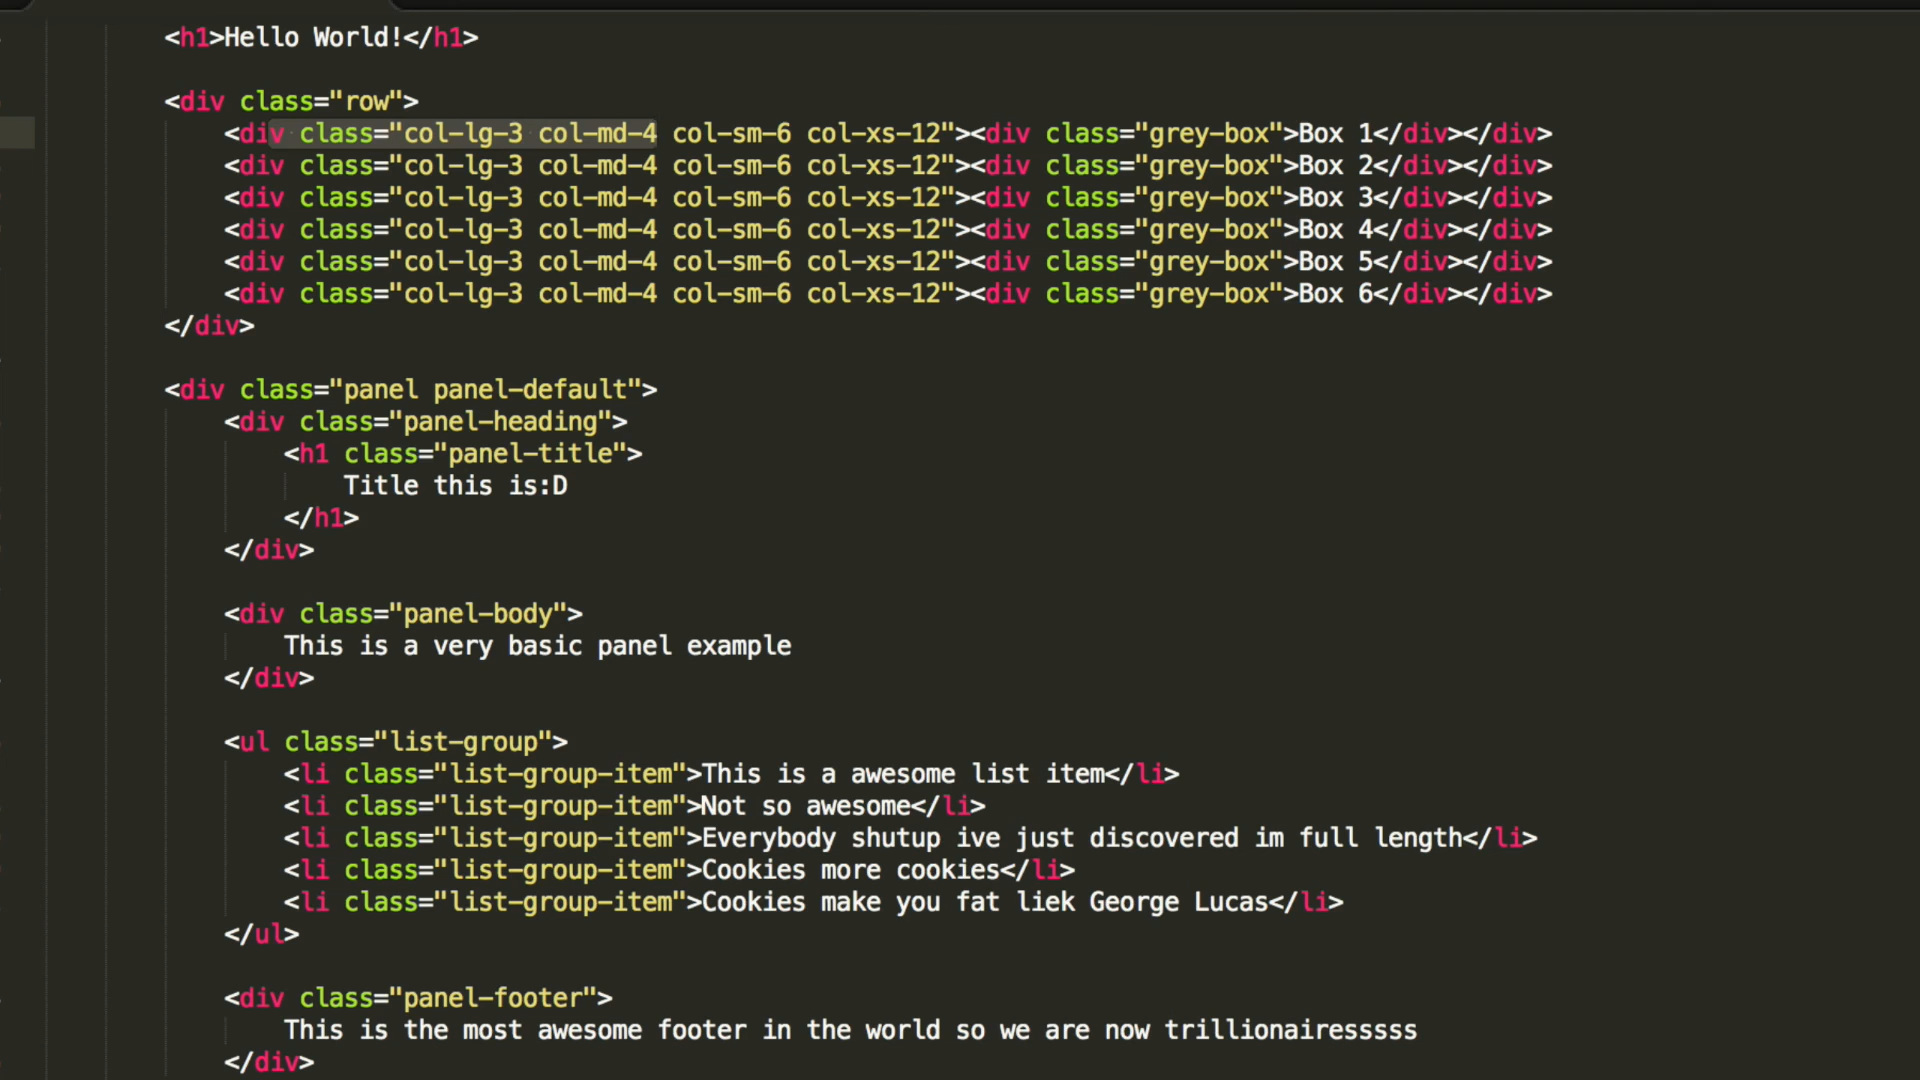 <h1>Hello World!</h1>
<div class="row">
<div class="col-lg-3 col-md-4 col-sm-6 col-xs-12"><div class="grey-box">Box 1</div></div>
<div class="col-lg-3 col-md-4 col-sm-6 col-xs-12"><div class="grey-box">Box 2</div></div>
<div class="col-lg-3 col-md-4 col-sm-6 col-xs-12"><div class="grey-box">Box 3</div></div>
<div class="col-lg-3 col-md-4 col-sm-6 col-xs-12"><div class="grey-box">Box 4</div></div>
<div class="col-lg-3 col-md-4 col-sm-6 col-xs-12"><div class="grey-box">Box 5</div></div>
<div class="col-lg-3 col-md-4 col-sm-6 col-xs-12"><div class="grey-box">Box 6</div></div>
</div>
<div class="panel panel-default">
<div class="panel-heading">
<h1 class="panel-title">
Title this is:D
</h1>
</div>
<div class="panel-body">
This is a very basic panel example
</div>
<ul class="list-group">
<li class="list-group-item">This is a awesome list item</li>
<li class="list-group-item">Not so awesome</li>
<li class="list-group-item">Everybody shutup ive just discovered im full length</li>
<li class="list-group-item">Cookies more cookies</li>
<li class="list-group-item">Cookies make you fat liek George Lucas</li>
</ul>
<div class="panel-footer">
This is the most awesome footer in the world so we are now trillionairesssss
</div>